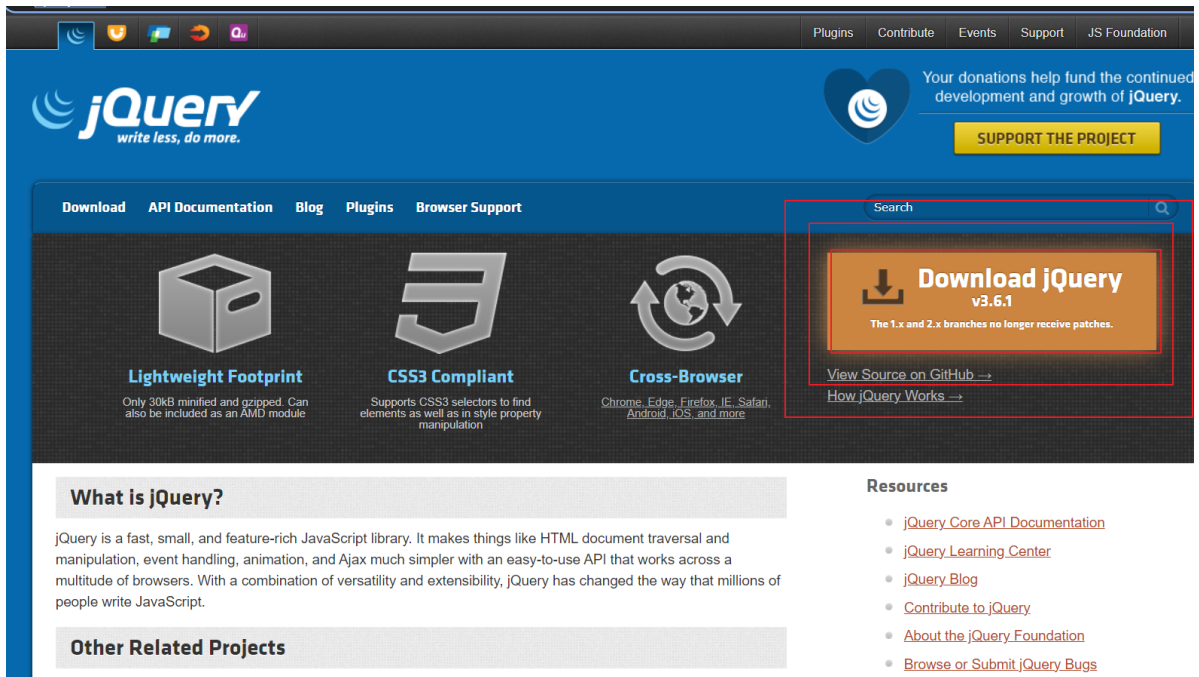 Plugins Contribute Events Support JS Foundation
jQuery
write less, do more.
Your donations help fund the continued
development and growth of jQuery.
SUPPORT THE PROJECT
Download API Documentation Blog Plugins Browser Support
Search
Lightweight Footprint
Only 30kB minified and gzipped. Can
also be included as an AMD module
CSS3 Compliant
Supports CSS3 selectors to find
elements as well as in style property
manipulation
Cross-Browser
Chrome, Edge, Firefox, IE, Safari,
Android, iOS, and more
Download jQuery
v3.6.1
The 1.x and 2.x branches no longer receive patches.
View Source on GitHub →
How jQuery Works →
What is jQuery?
jQuery is a fast, small, and feature-rich JavaScript library. It makes things like HTML document traversal and
manipulation, event handling, animation, and Ajax much simpler with an easy-to-use API that works across a
multitude of browsers. With a combination of versatility and extensibility, jQuery has changed the way that millions of
people write JavaScript.
Other Related Projects
Resources
jQuery Core API Documentation
jQuery Learning Center
jQuery Blog
Contribute to jQuery
About the jQuery Foundation
Browse or Submit jQuery Bugs